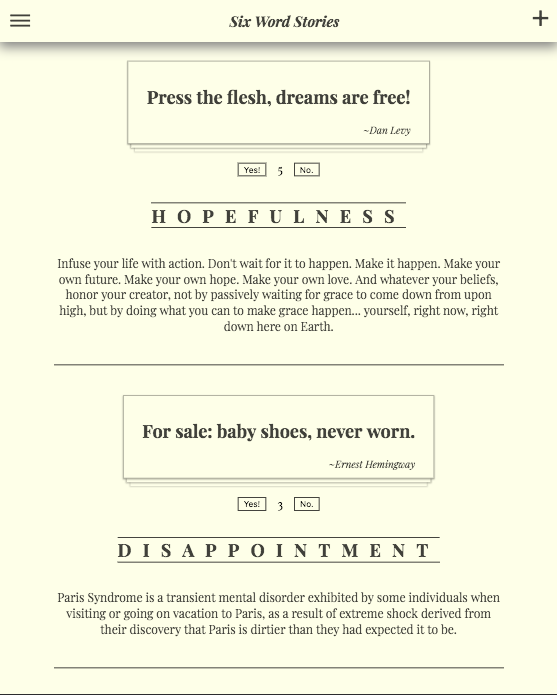 Six Word Stories
Press the flesh, dreams are free!
~Dan Levy
Yes! 5 No.
HOPEFULNESS
Infuse your life with action. Don't wait for it to happen. Make it happen. Make your
own future. Make your own hope. Make your own love. And whatever your beliefs,
honor your creator, not by passively waiting for grace to come down from upon
high, but by doing what you can to make grace happen... yourself, right now, right
down here on Earth.
For sale: baby shoes, never worn.
~Ernest Hemingway
Yes! 3 No.
DISAPPOINTMENT
Paris Syndrome is a transient mental disorder exhibited by some individuals when
visiting or going on vacation to Paris, as a result of extreme shock derived from
their discovery that Paris is dirtier than they had expected it to be.